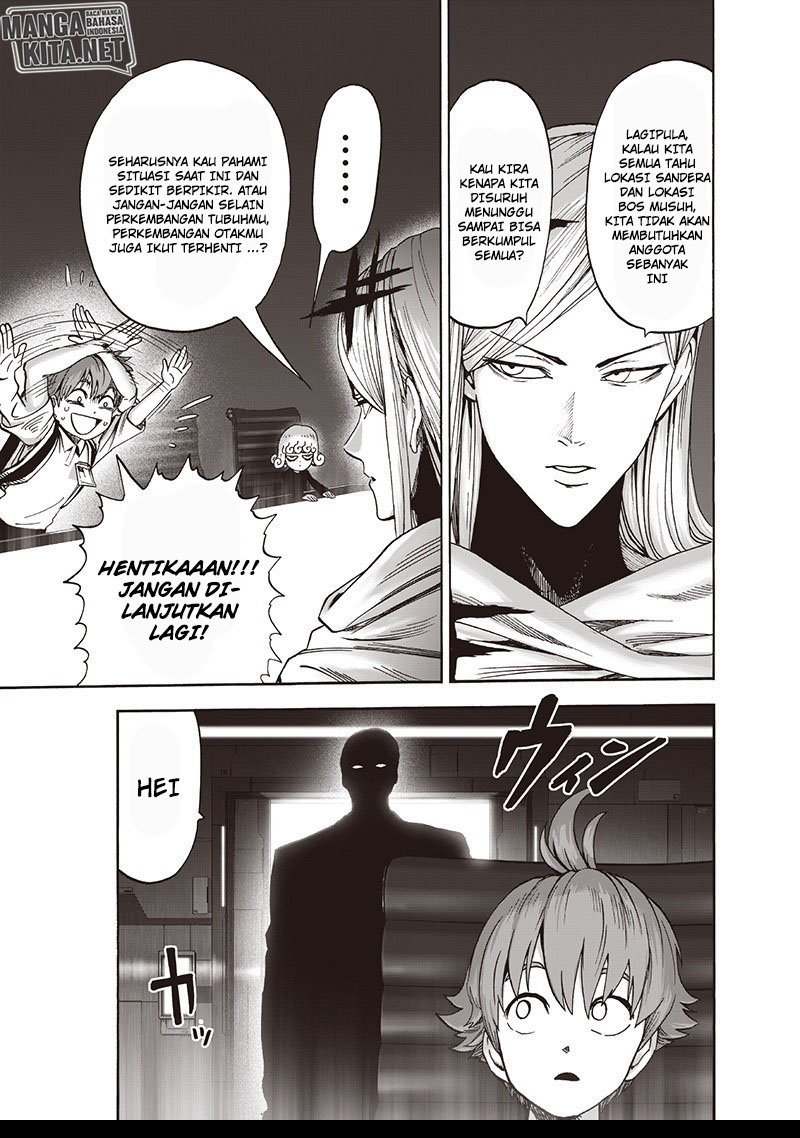 MANGA
KITA.NET
BACA MANGA
BAHASA
INDONESIA
LAGIPULA,
KALAU KITA
SEMUA TAHU
LOKASI SANDERA
DAN LOKASI
BOS MUSUH,
KITA TIDAK AKAN
MEMBUTUHKAN
ANGGOTA
SEBANYAK
INI
KAU KIRA
KENAPA KITA
DISURUH
MENUNGGU
SAMPAI BISA
BERKUMPUL
SEMUA?
......
SEHARUSNYA KAU PAHAMI
SITUASI SAAT INI DAN
SEDIKIT BERPIKIR. ATAU
JANGAN-JANGAN SELAIN
PERKEMBANGAN TUBUHMU,
PERKEMBANGAN OTAKMU
JUGA IKUT TERHENTI ...?
HENTIKAAAN!!!
JANGAN DI-
LANJUTKAN
LAGI!
ウィン
HEI
カッ